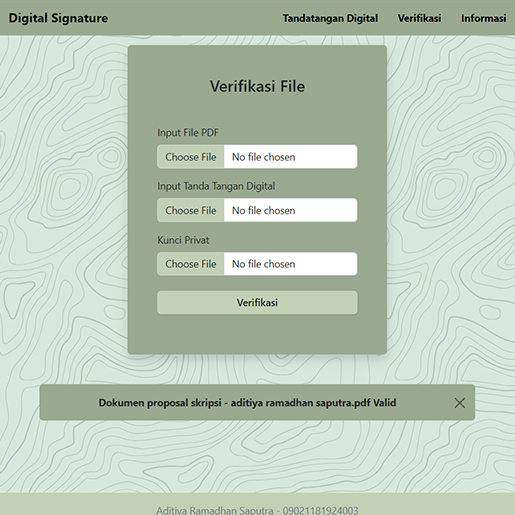 Digital Signature Tandatangan Digital Verifikasi Informasi
Verifikasi File
Input File PDF
Choose File No file chosen
Input Tanda Tangan Digital
Choose File No file chosen
Kunci Privat
Choose File No file chosen
Verifikasi
Dokumen proposal skripsi - aditiya ramadhan saputra.pdf Valid
Aditiya Ramadhan Saputra - 09021181924003